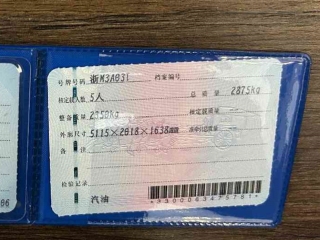 号牌号码 浙M3A031 档案编号
核定载人数 5人 总质量 2875kg
整备质量 2350kg 核定载质量
外廓尺寸 5115×2018×1638mm 准牵引总质量
备注
检验记录
汽油
*3300063475781*
06